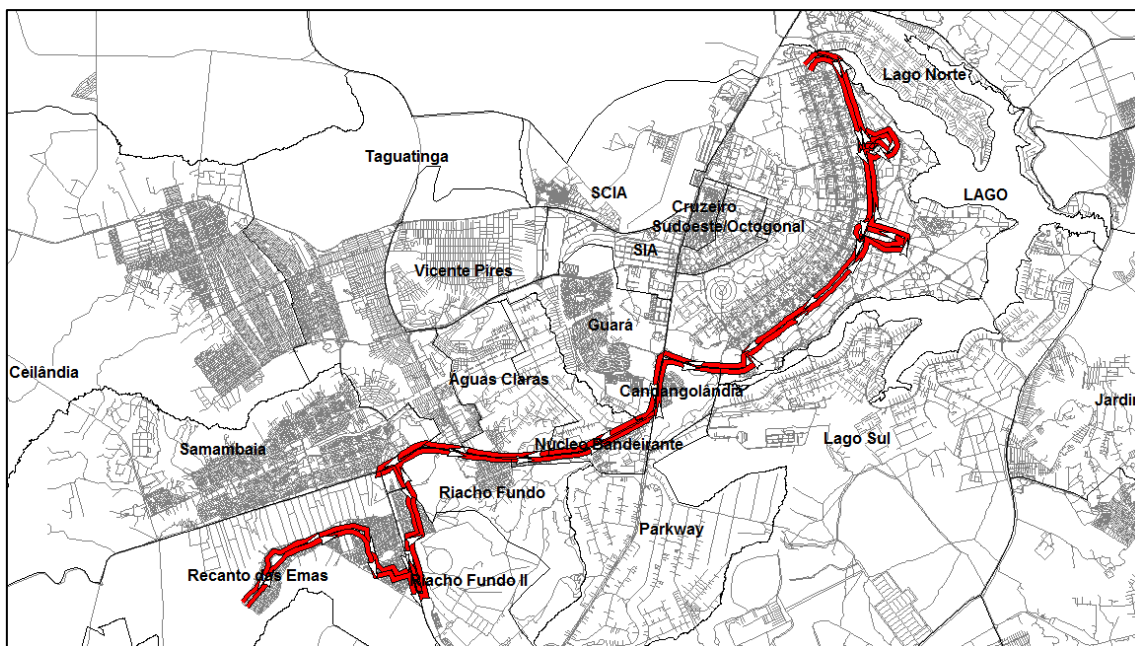 Lago Norte
Taguatinga
SCIA
LAGO
Cruzeiro
Sudoeste/Octogonal
SIA
Vicente Pires
Guará
Ceilândia
Águas Claras
Candangolândia
Jardin
Samambaia
Núcleo Bandeirante
Lago Sul
Riacho Fundo
Parkway
Recanto das Emas
Riacho Fundo II